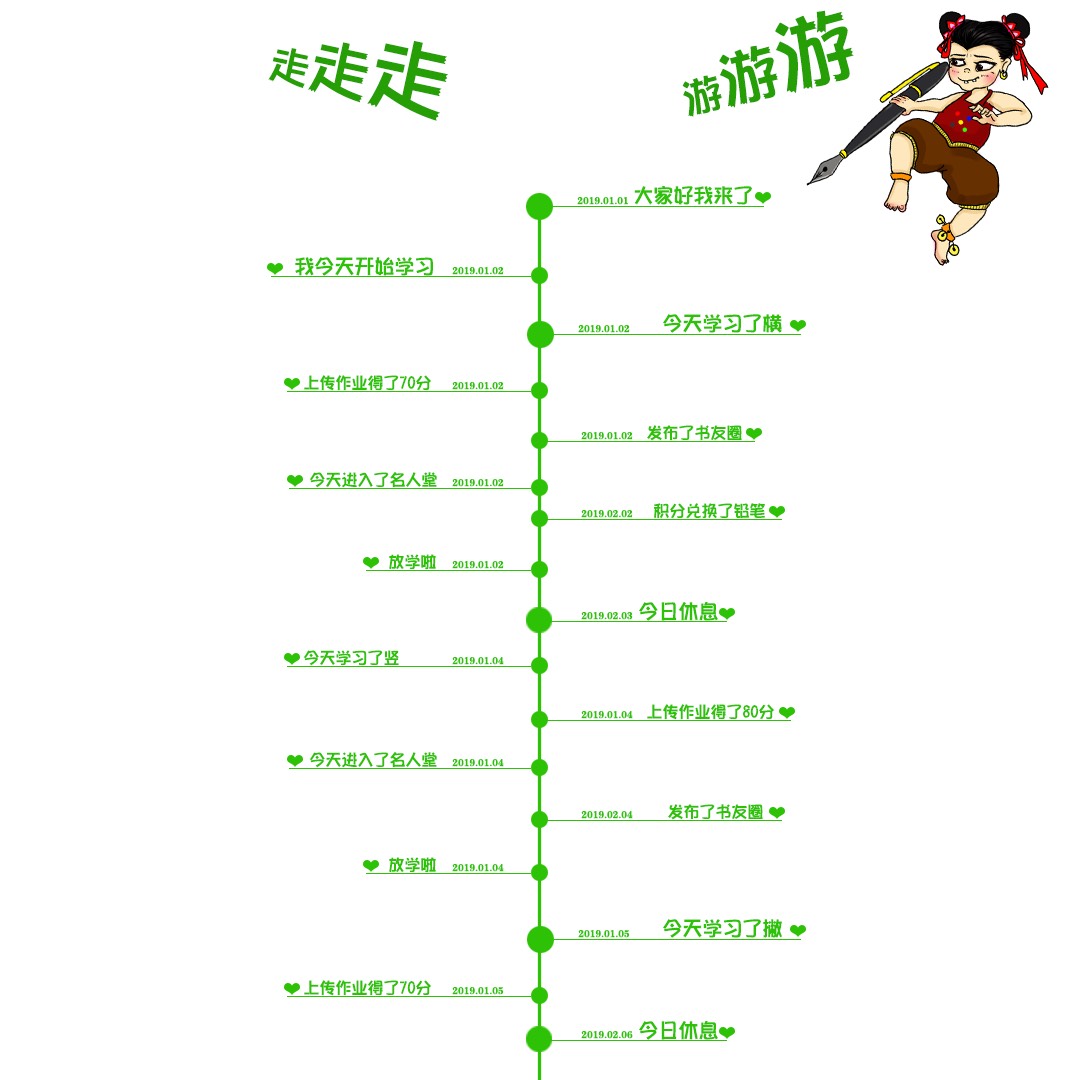 走走走
游游游
2019.01.01 大家好我来了
我今天开始学习 2019.01.02
2019.01.02 今天学习了横
上传作业得了70分 2019.01.02
2019.01.02 发布了书友圈
今天进入了名人堂 2019.01.02
2019.02.02 积分兑换了铅笔
放学啦 2019.01.02
2019.02.03 今日休息
今天学习了竖 2019.01.04
2019.01.04 上传作业得了80分
今天进入了名人堂 2019.01.04
2019.02.04 发布了书友圈
放学啦 2019.01.04
2019.01.05 今天学习了撇
上传作业得了70分 2019.01.05
2019.02.06 今日休息